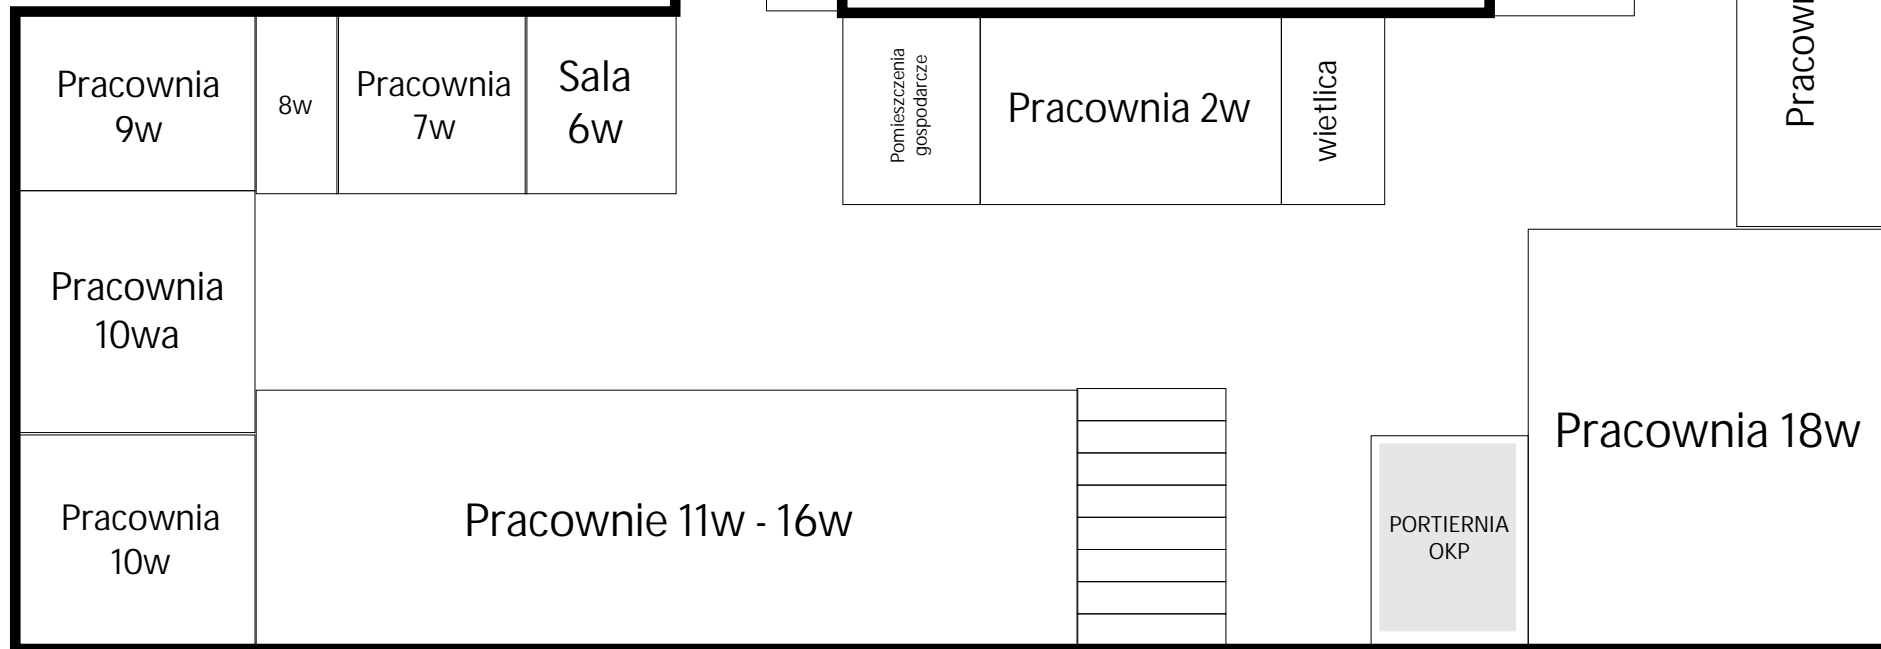 Pracownia
9w
8w
Pracownia
7w
Sala
6w
Pomieszczenia
gospodarcze
Pracownia 2w
wietlica
Pracowni
Pracownia
10wa
Pracownia 18w
Pracownia
10w
Pracownie 11w - 16w
PORTIERNIA
OKP